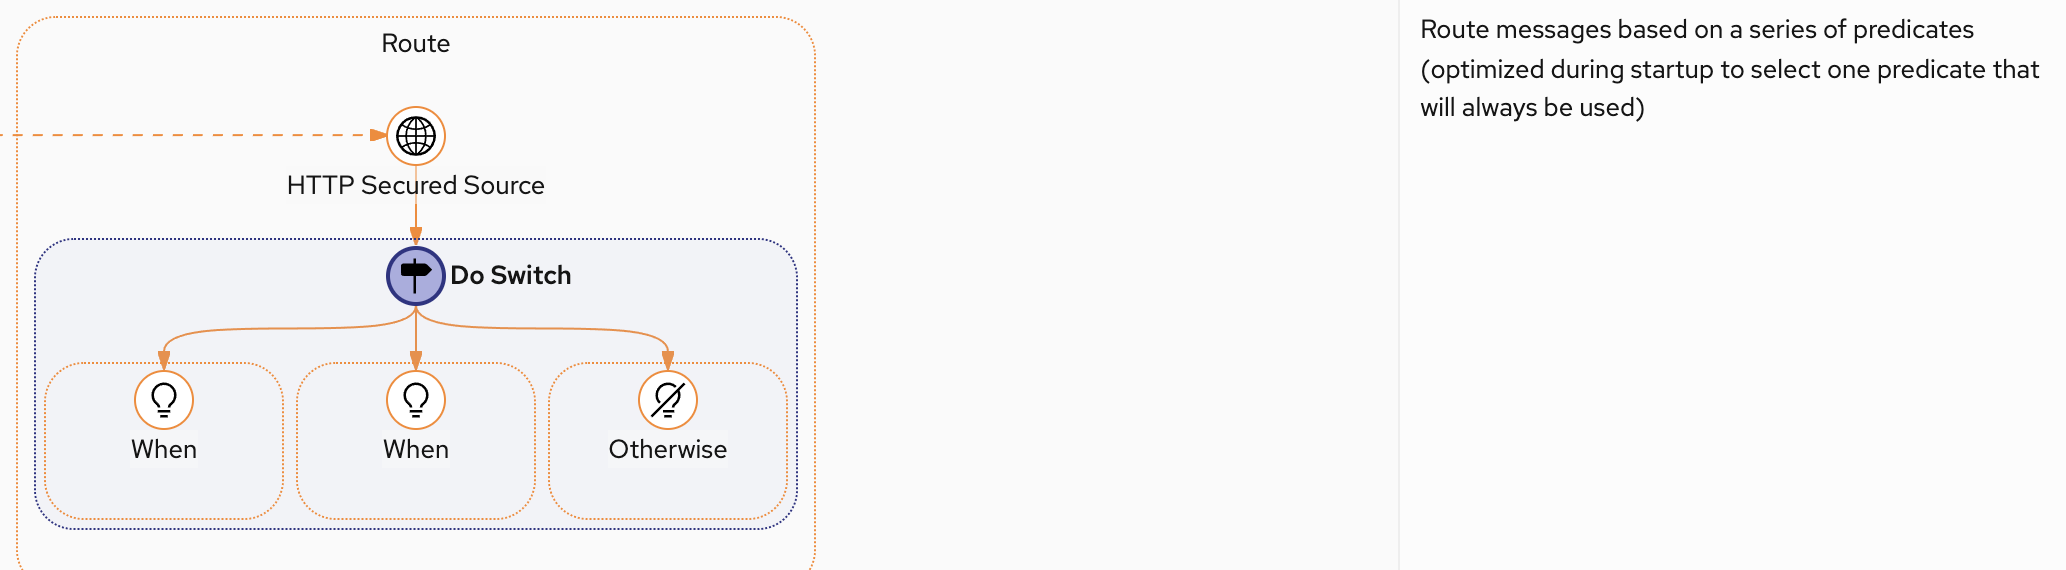 Route
HTTP Secured Source
Do Switch
When
When
Otherwise
Route messages based on a series of predicates
(optimized during startup to select one predicate that
will always be used)